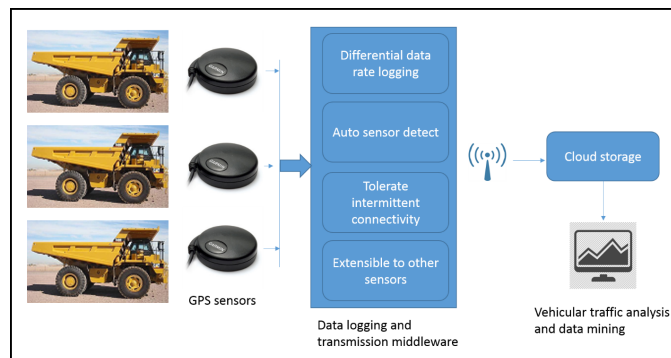 Differential data
rate logging
Auto sensor detect
Tolerate
intermittent
connectivity
Extensible to other
sensors
GPS sensors
Data logging and
transmission middleware
Cloud storage
Vehicular traffic analysis
and data mining